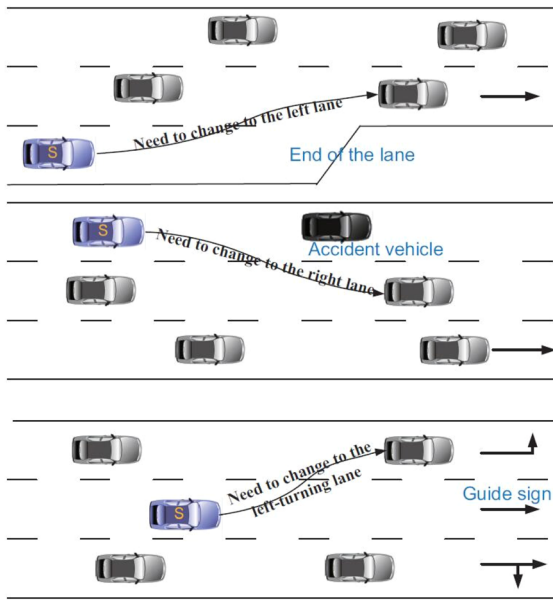 Need to change to the left lane
S
End of the lane
S
Need to change to the right lane
Accident vehicle
Need to change to the
left-turning lane
S
Guide sign